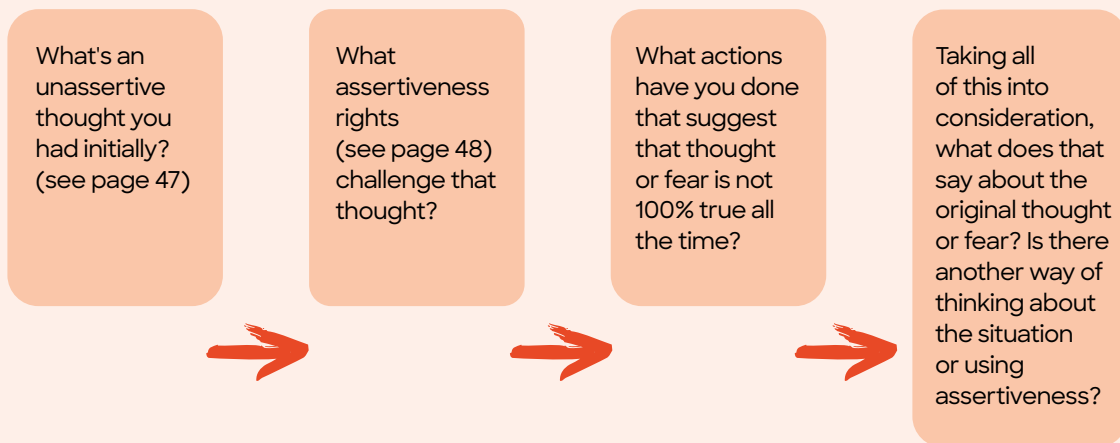 What's an
unassertive
thought you
had initially?
(see page 47)
What
assertiveness
rights
(see page 48)
challenge that
thought?
What actions
have you done
that suggest
that thought
or fear is not
100% true all
the time?
Taking all
of this into
consideration,
what does that
say about the
original thought
or fear? Is there
another way of
thinking about
the situation
or using
assertiveness?